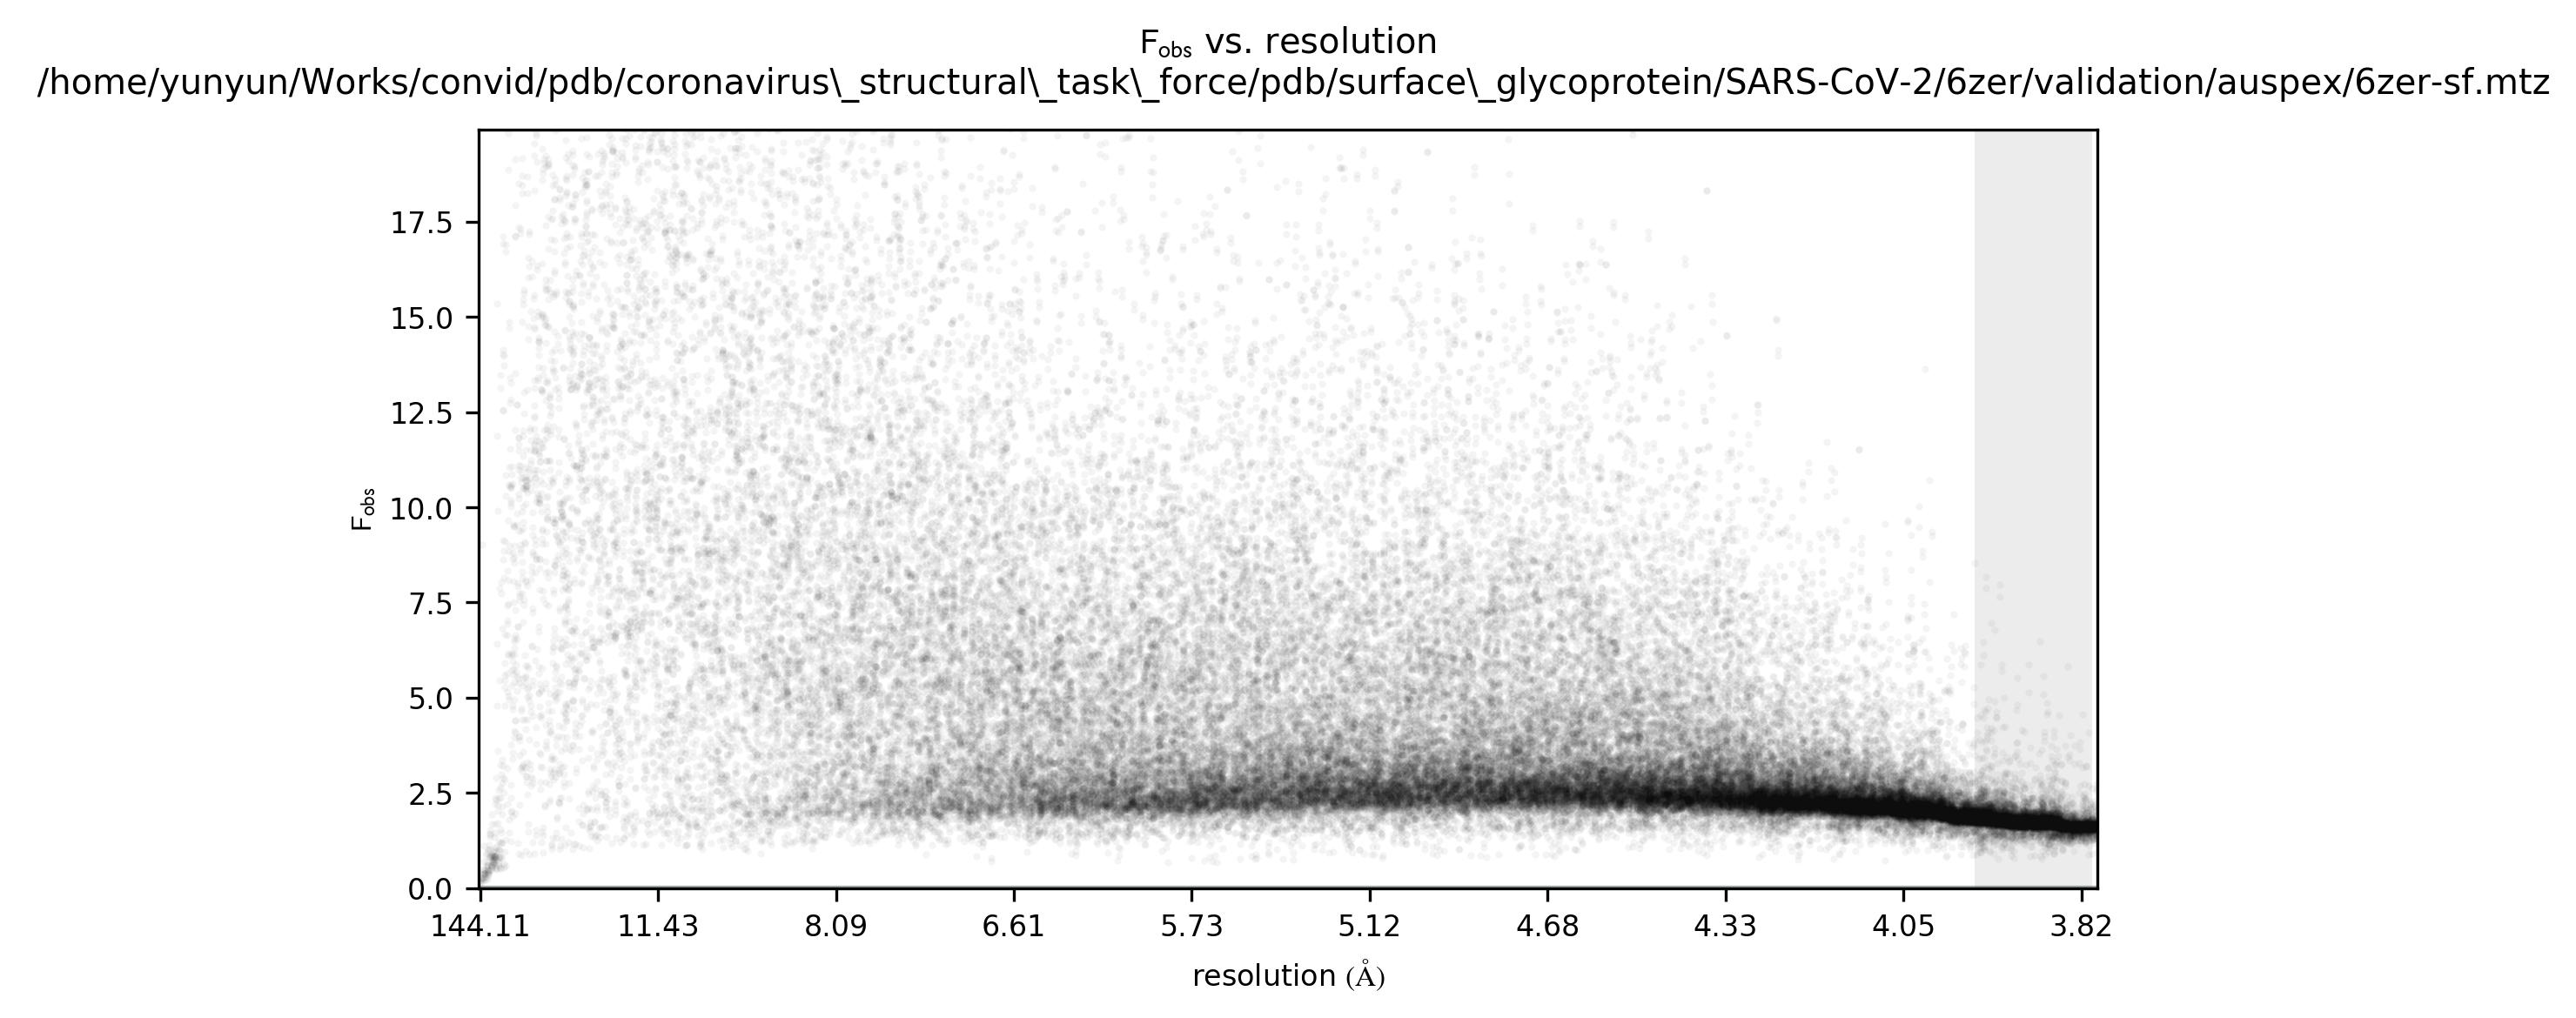 Fobs vs. resolution
/home/yunyun/Works/convid/pdb/coronavirus\_structural\_task\_force/pdb/surface\_glycoprotein/SARS-CoV-2/6zer/validation/auspex/6zer-sf.mtz
17.5
15.0
12.5
10.0
7.5
5.0
2.5
0.0
Fobs
144.11 11.43 8.09 6.61 5.73 5.12 4.68 4.33 4.05 3.82
resolution (Å)